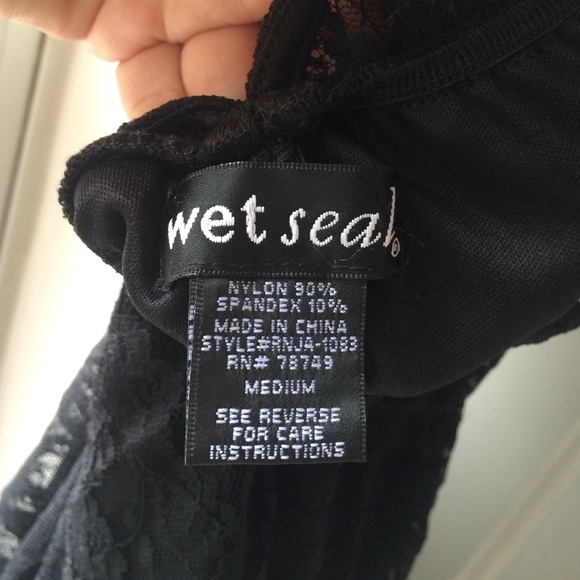 wet seal®
NYLON 90%
SPANDEX 10%
MADE IN CHINA
STYLE#RNJA-1083
RN# 78749
MEDIUM
SEE REVERSE
FOR CARE
INSTRUCTIONS